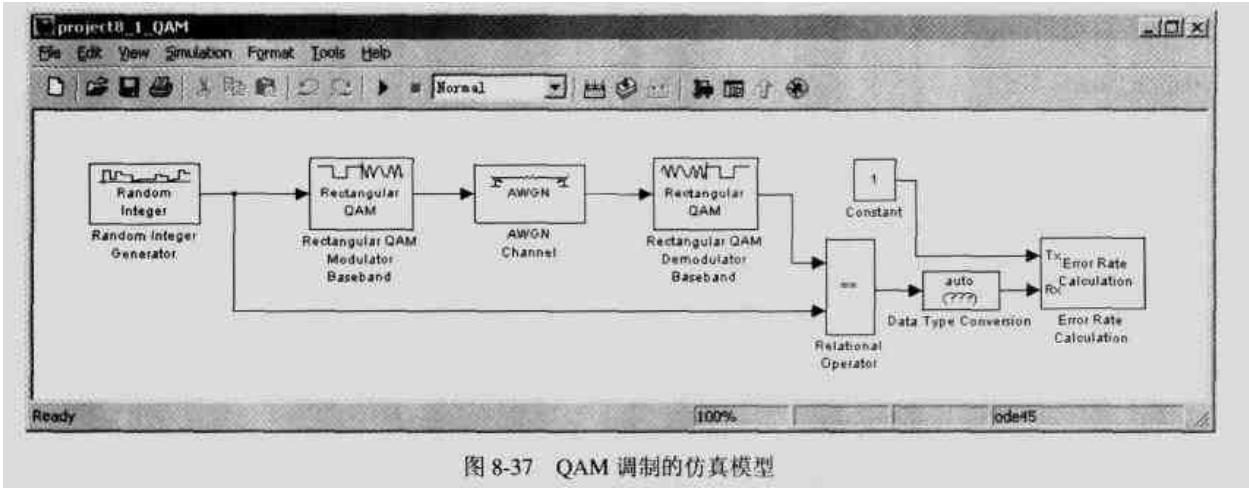 project8_1_QAM
File Edit View Simulation Format Tools Help
Normal
Random
Integer
Random Integer
Generator
Rectangular
QAM
Rectangular QAM
Modulator
Baseband
AWGN
AWGN
Channel
Rectangular
QAM
Rectangular QAM
Demodulator
Baseband
1
Constant
==
Relational
Operator
auto
(???)
Data Type Conversion
Tx
Rx
Error Rate
Calculation
Error Rate
Calculation
Ready 100% ode45
图 8-37 QAM 调制的仿真模型